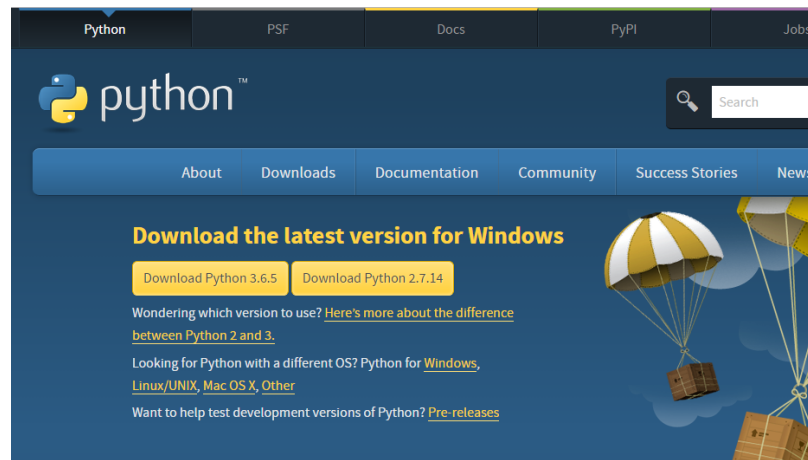 Python PSF Docs PyPI Jobs
python™
Search
About Downloads Documentation Community Success Stories News
Download the latest version for Windows
Download Python 3.6.5 Download Python 2.7.14
Wondering which version to use? Here's more about the difference
between Python 2 and 3.
Looking for Python with a different OS? Python for Windows,
Linux/UNIX, Mac OS X, Other
Want to help test development versions of Python? Pre-releases